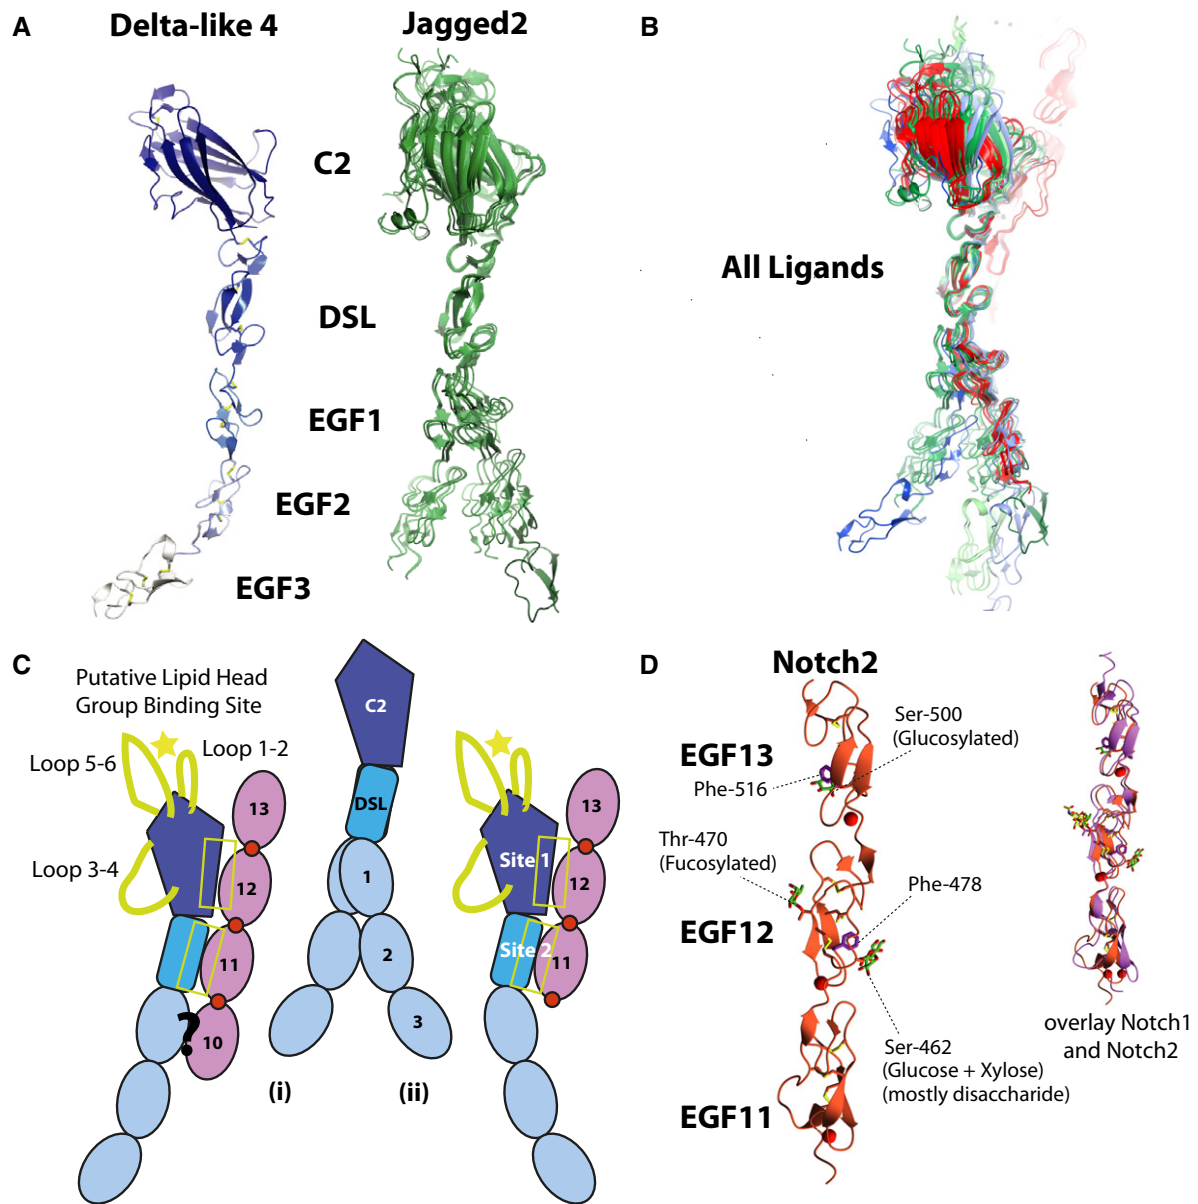 A
Delta-like 4
Jagged2
C2
DSL
EGF1
EGF2
EGF3
B
All Ligands
C
Putative Lipid Head
Group Binding Site
Loop 5-6
Loop 1-2
Loop 3-4
13
12
11
10
?
C2
DSL
1
2
3
(i)
(ii)
Site 1
Site 2
13
12
11
D
Notch2
EGF13
Ser-500
(Glucosylated)
Phe-516
Thr-470
(Fucosylated)
Phe-478
EGF12
Ser-462
(Glucose + Xylose)
(mostly disaccharide)
EGF11
overlay Notch1
and Notch2